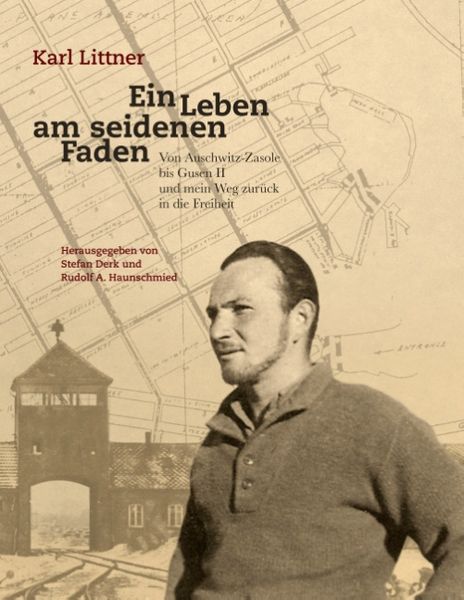 Karl Littner
Ein Leben
am seidenen
Faden
Von Auschwitz-Zasole
bis Gusen II
und mein Weg zurück
in die Freiheit
Herausgegeben von
Stefan Derk und
Rudolf A. Haunschmied
ENTRANCE